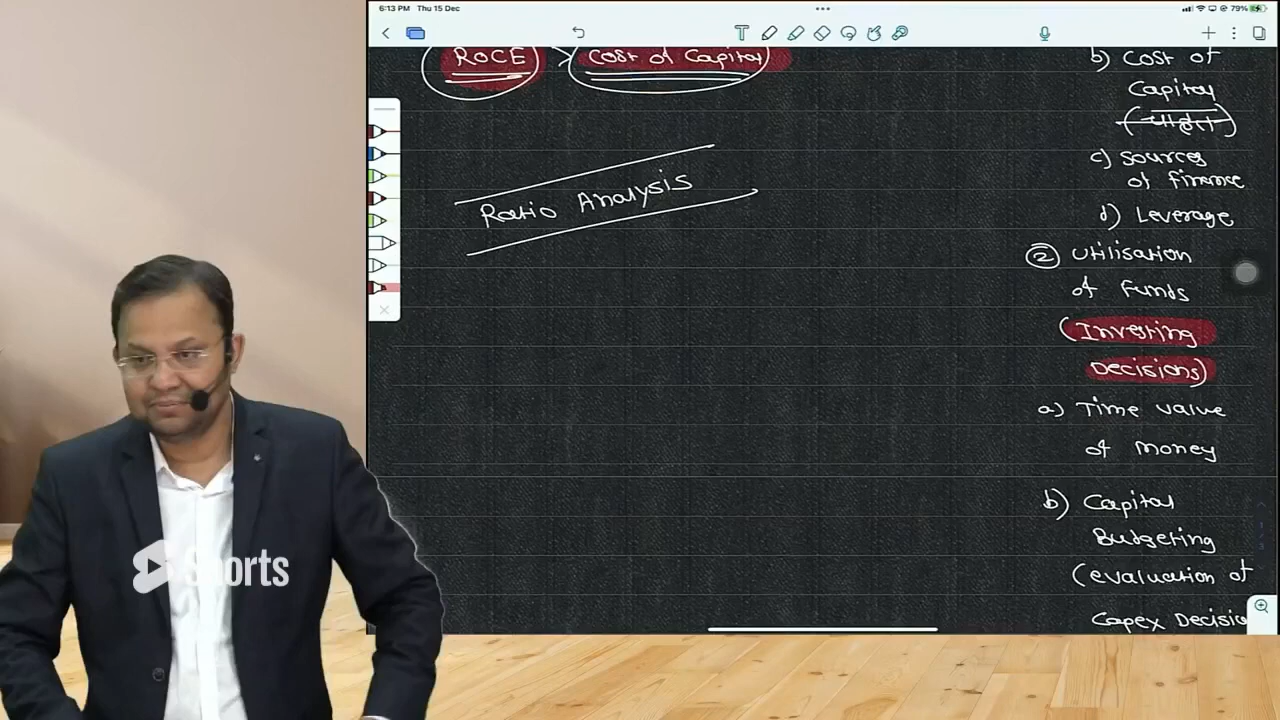 6:13 PM Thu 15 Dec
79%
T
ROCE > Cost of Capital
Ratio Analysis
b) Cost of
Capital
c) Sources
of finance
d) Leverage
② Utilisation
of Funds
(Investing
Decisions)
a) Time value
of money
b) Capital
Budgeting
(evaluation of
Capex Decisio
Shorts